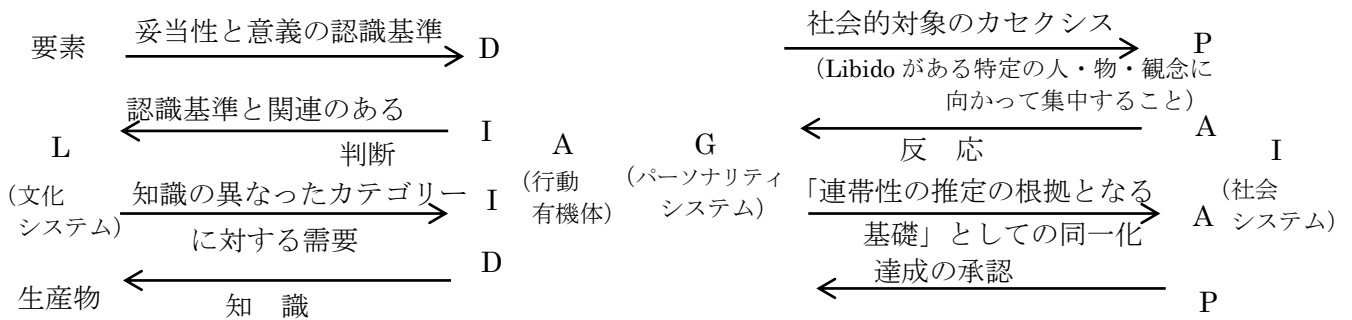 要素
妥当性と意義の認識基準
D
認識基準と関連のある
判断
I
L
(文化
システム)
知識の異なったカテゴリー
に対する需要
I
生産物
知 識
D
A
(行動
有機体)
G
(パーソナリティ
システム)
社会的対象のカセクシス
(Libido がある特定の人・物・観念に
向かって集中すること)
P
反 応
A
「連帯性の推定の根拠となる
基礎」としての同一化
A
I
(社会
システム)
達成の承認
P